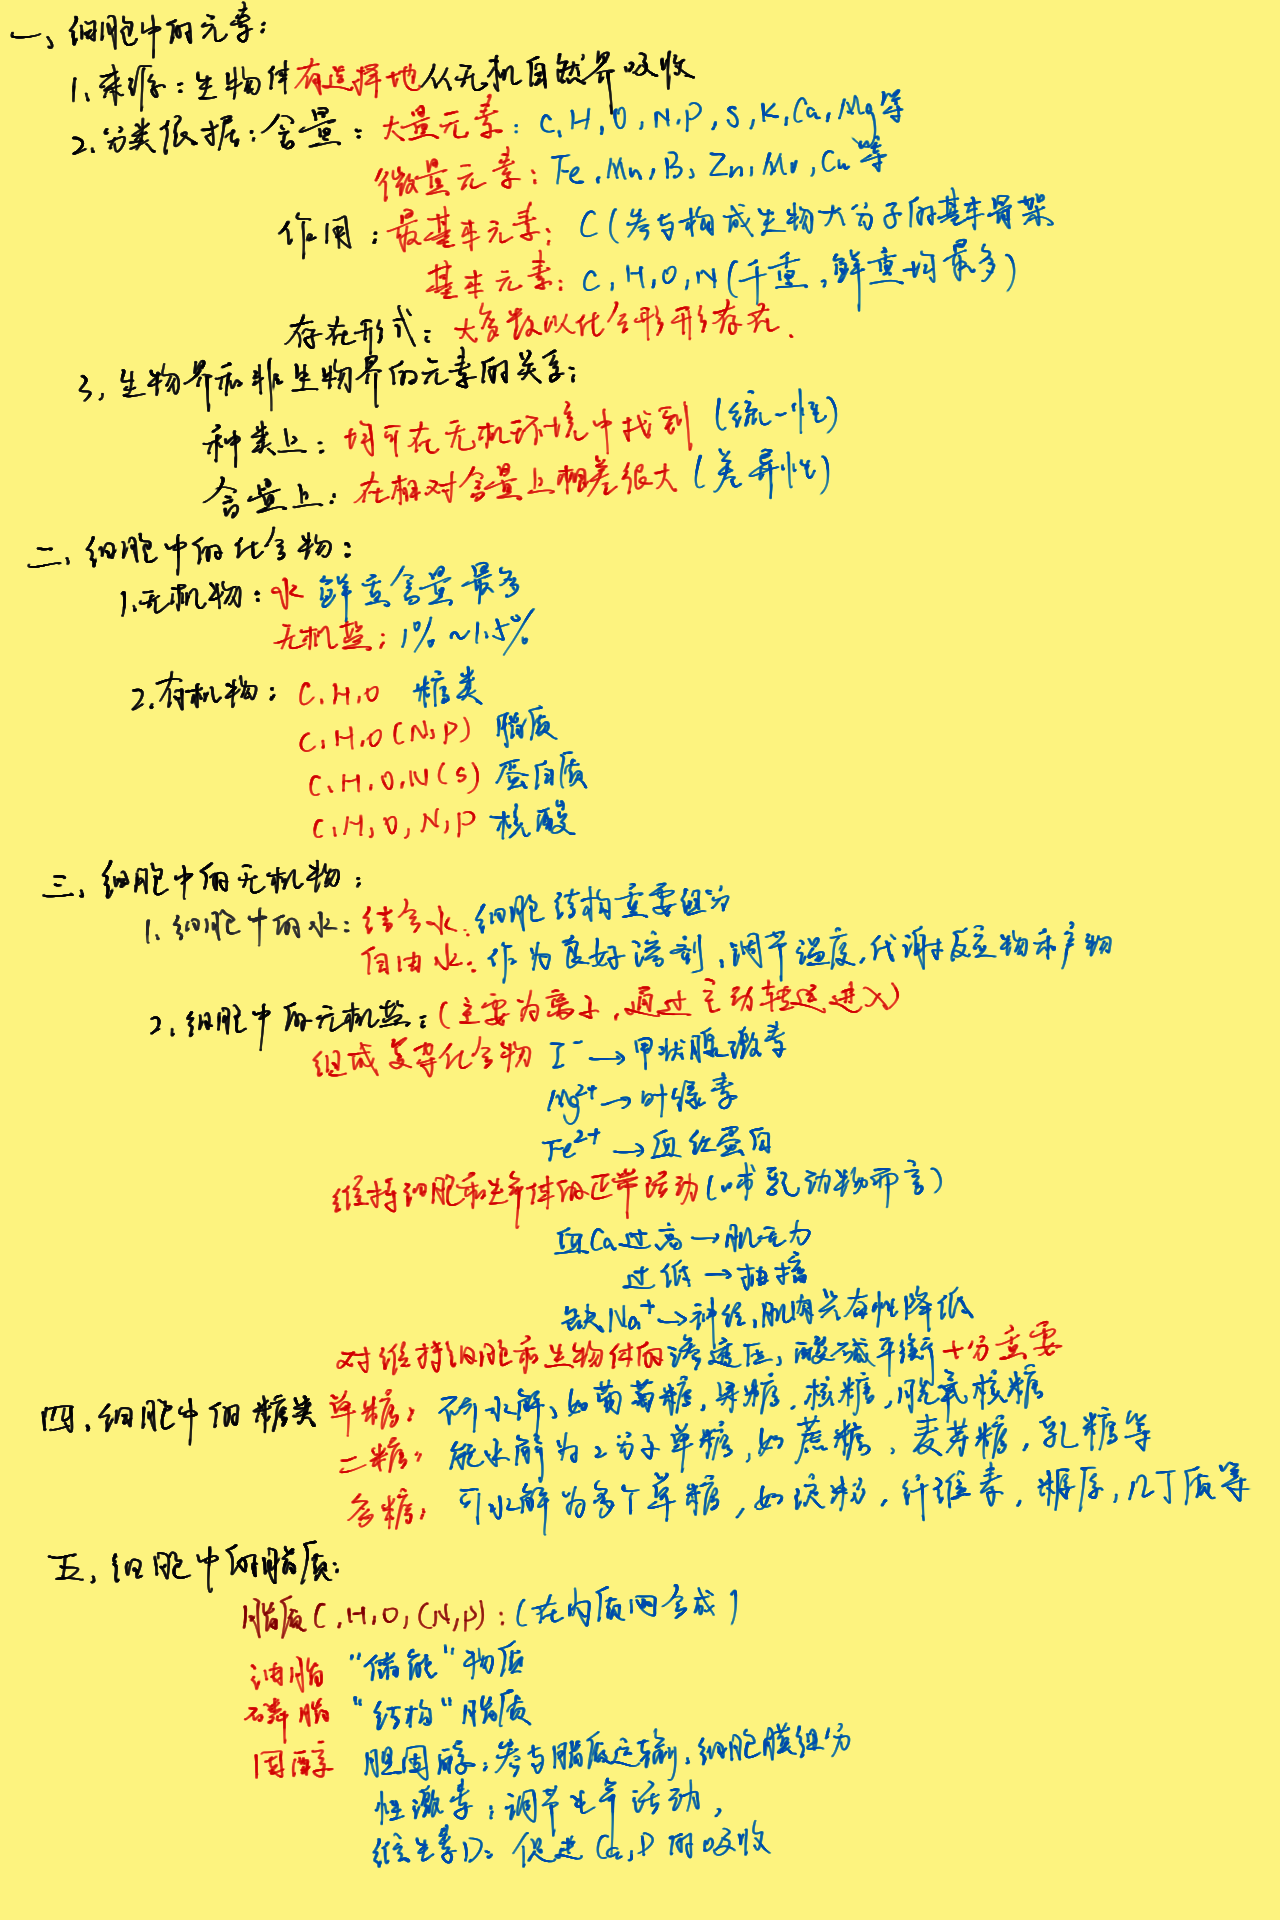 一、细胞中的元素:
1、来源:生物体有选择地从无机自然界吸收
2、分类依据:含量:大量元素:C,H,O,N,P,S,K,Ca,Mg等
微量元素:Fe,Mn,B,Zn,Mo,Cu等
作用:最基本元素:C(参与构成生物大分子的基本骨架
基本元素:C,H,O,N(干重,鲜重均最多)
存在形式:大多数以化合形形存在.
3、生物界和非生物界的元素的关系:
种类上:均可在无机环境中找到(统一性)
含量上:在相对含量上相差很大(差异性)
二、细胞中的化合物:
1.无机物:水 鲜重含量最多
无机盐:1%~1.5%
2.有机物:C,H,O 糖类
C,H,O(N,P) 脂质
C,H,O,N(S) 蛋白质
C,H,O,N,P 核酸
三、细胞中的无机物:
1、细胞中的水:结合水:细胞结构重要组分
自由水:作为良好溶剂,调节温度,代谢反应物和产物
2、细胞中的无机盐:(主要为离子,通过主动转运进入)
组成复杂化合物 I⁻→甲状腺激素
Mg²⁺→叶绿素
Fe²⁺→血红蛋白
维持细胞和生命体的正常活动(哺乳动物而言)
血Ca过高→肌无力
过低→抽搐
缺Na⁺→神经,肌肉兴奋性降低
对维持细胞和生物体的渗透压,酸碱平衡十分重要
四、细胞中的糖类 单糖:不可水解,如葡萄糖,果糖,核糖,脱氧核糖
二糖:能水解为2分子单糖,如蔗糖、麦芽糖,乳糖等
多糖:可水解为多个单糖,如淀粉,纤维素,糖原,几丁质等
五、细胞中的脂质:
脂质C,H,O,(N,P):(在内质网合成)
油脂 "储能"物质
磷脂 "结构"脂质
固醇 胆固醇:参与脂质运输,细胞膜组分
性激素:调节生命活动,
维生素D:促进Ca,P的吸收